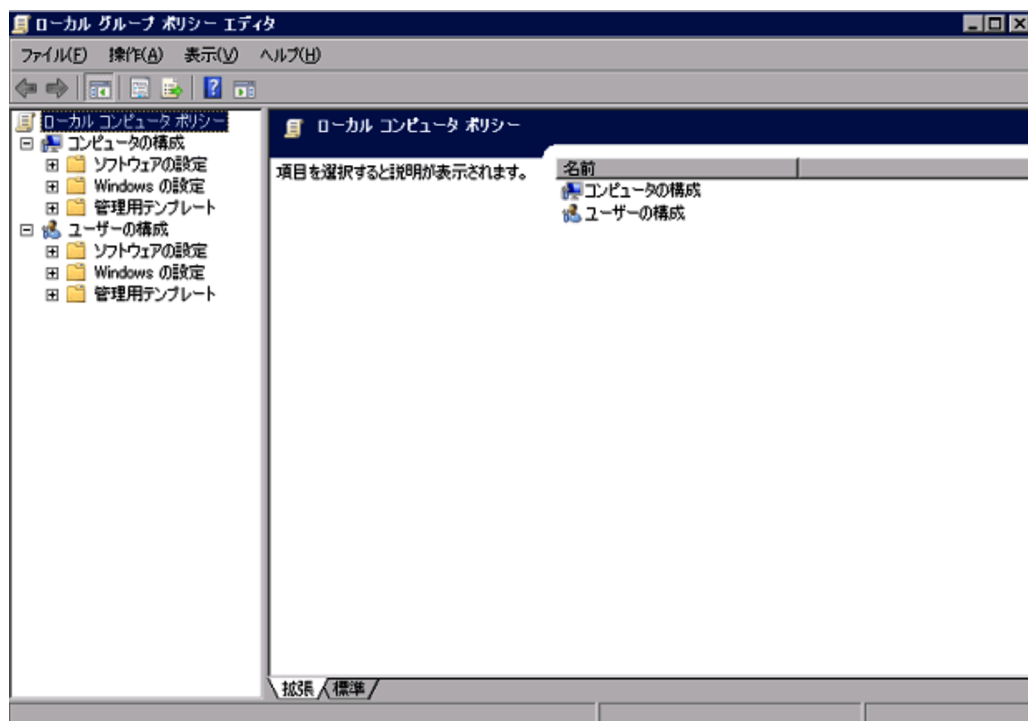 ローカル グループ ポリシー エディタ
ファイル(F) 操作(A) 表示(V) ヘルプ(H)
ローカル コンピュータ ポリシー
コンピュータの構成
ソフトウェアの設定
Windows の設定
管理用テンプレート
ユーザーの構成
ソフトウェアの設定
Windows の設定
管理用テンプレート
ローカル コンピュータ ポリシー
項目を選択すると説明が表示されます。
名前
コンピュータの構成
ユーザーの構成
拡張 標準